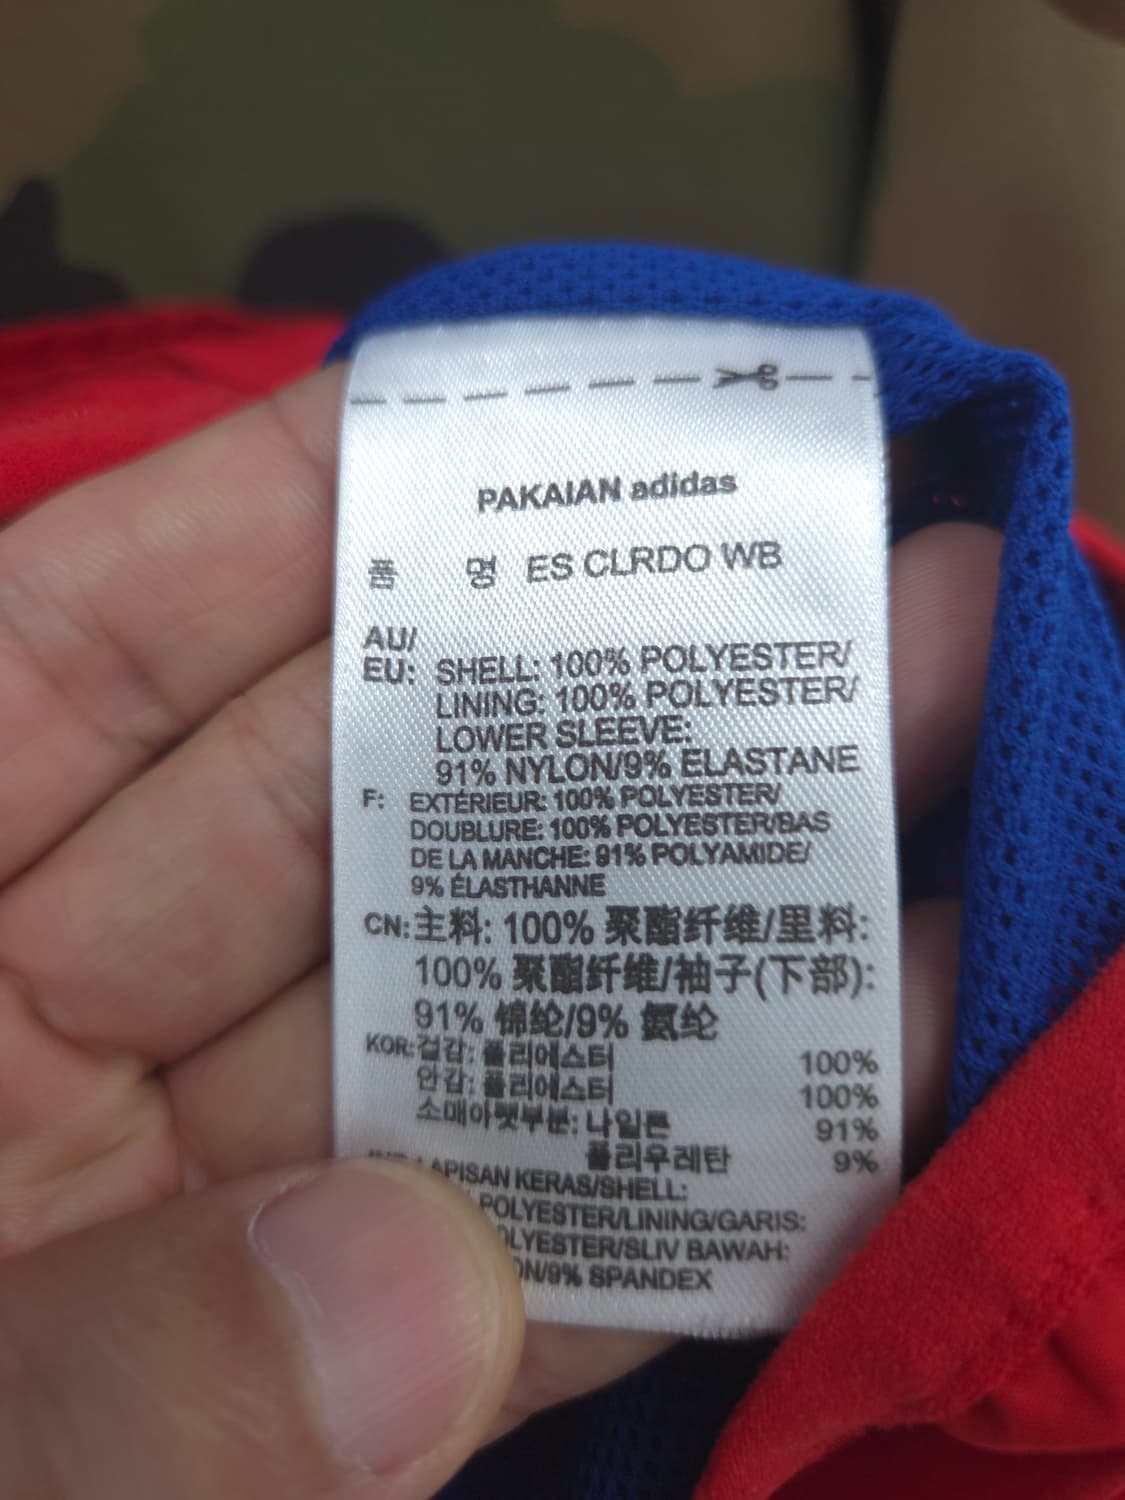 PAKAIAN adidas
품 명 ES CLRDO WB
AU/
EU: SHELL: 100% POLYESTER/
LINING: 100% POLYESTER/
LOWER SLEEVE:
91% NYLON/9% ELASTANE
F: EXTÉRIEUR: 100% POLYESTER/
DOUBLURE: 100% POLYESTER/BAS
DE LA MANCHE: 91% POLYAMIDE/
9% ÉLASTHANNE
CN: 主料: 100% 聚酯纤维/里料:
100% 聚酯纤维/袖子(下部):
91% 锦纶/9% 氨纶
KOR: 겉감: 폴리에스터 100%
안감: 폴리에스터 100%
소매아랫부분: 나일론 91%
폴리우레탄 9%
KERAS/SHELL:
POLYESTER/LINING/GARIS:
BAWAH:
SPANDEX